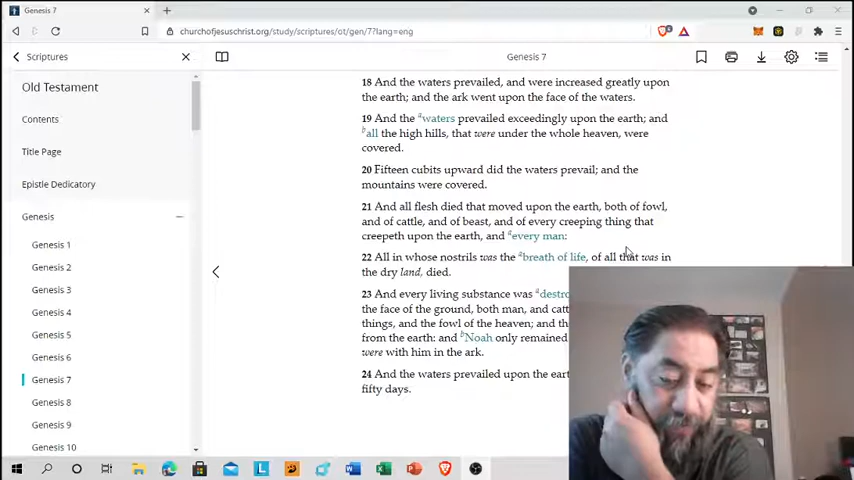 Genesis 7
churchofjesuschrist.org/study/scriptures/ot/gen/7?lang=eng
Scriptures
Genesis 7
Old Testament
Contents
Title Page
Epistle Dedicatory
Genesis
Genesis 1
Genesis 2
Genesis 3
Genesis 4
Genesis 5
Genesis 6
Genesis 7
Genesis 8
Genesis 9
Genesis 10
18 And the waters prevailed, and were increased greatly upon
the earth; and the ark went upon the face of the waters.
19 And the a waters prevailed exceedingly upon the earth; and
b all the high hills, that were under the whole heaven, were
covered.
20 Fifteen cubits upward did the waters prevail; and the
mountains were covered.
21 And all flesh died that moved upon the earth, both of fowl,
and of cattle, and of beast, and of every creeping thing that
creepeth upon the earth, and a every man:
22 All in whose nostrils was the a breath of life, of all that was in
the dry land, died.
23 And every living substance was a destro
the face of the ground, both man, and catt
things, and the fowl of the heaven; and the
from the earth: and b Noah only remained
were with him in the ark.
24 And the waters prevailed upon the eart
fifty days.